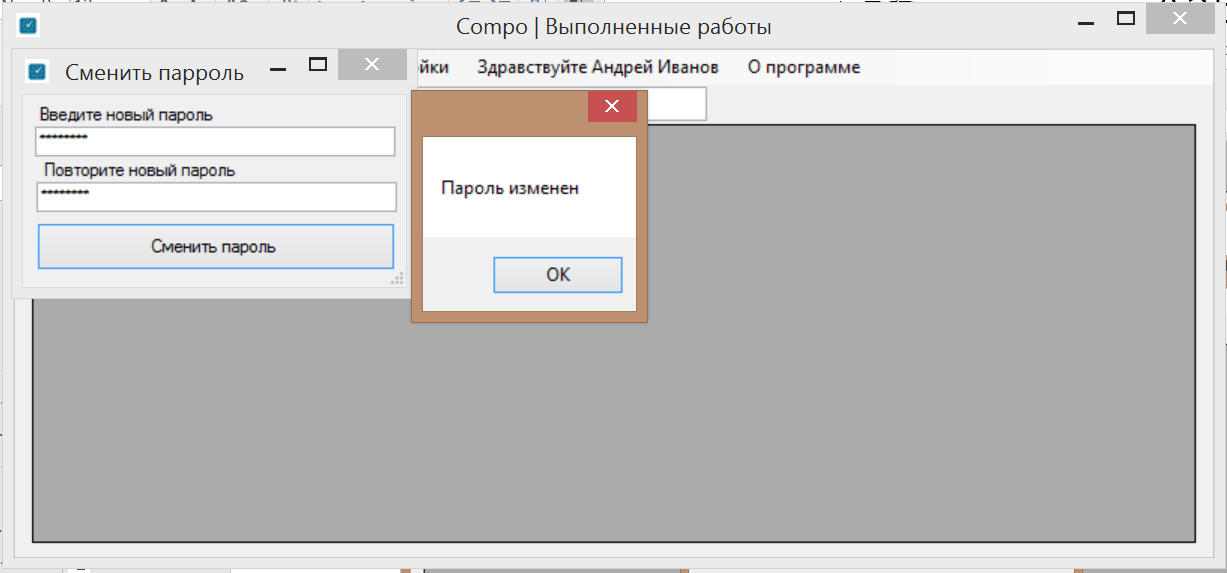 Compo | Выполненные работы
Сменить парроль
йки Здравствуйте Андрей Иванов О программе
Введите новый пароль
********
Повторите новый пароль
********
Сменить пароль
Пароль изменен
OK